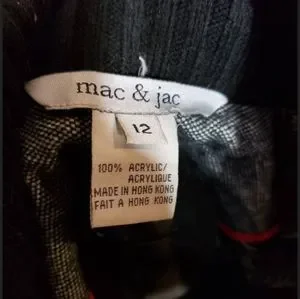 mac & jac
12
100% ACRYLIC/
ACRYLIQUE
MADE IN HONG KONG
FAIT A HONG KONG